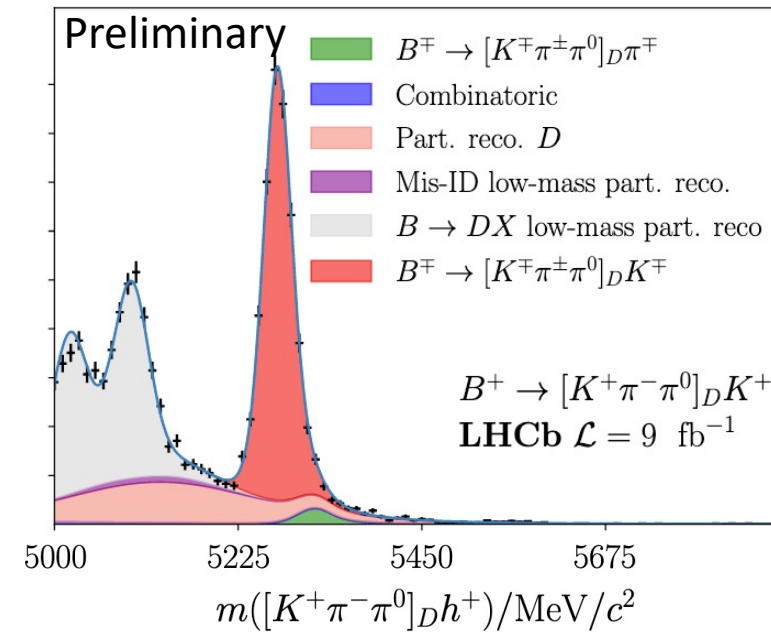 Preliminary
B∓ → [K∓π±π0]Dπ∓
Combinatoric
Part. reco. D
Mis-ID low-mass part. reco.
B → DX low-mass part. reco
B∓ → [K∓π±π0]DK∓
B+ → [K+π−π0]DK+
LHCb ℒ = 9 fb−1
5000 5225 5450 5675
m([K+π−π0]Dh+)/MeV/c2